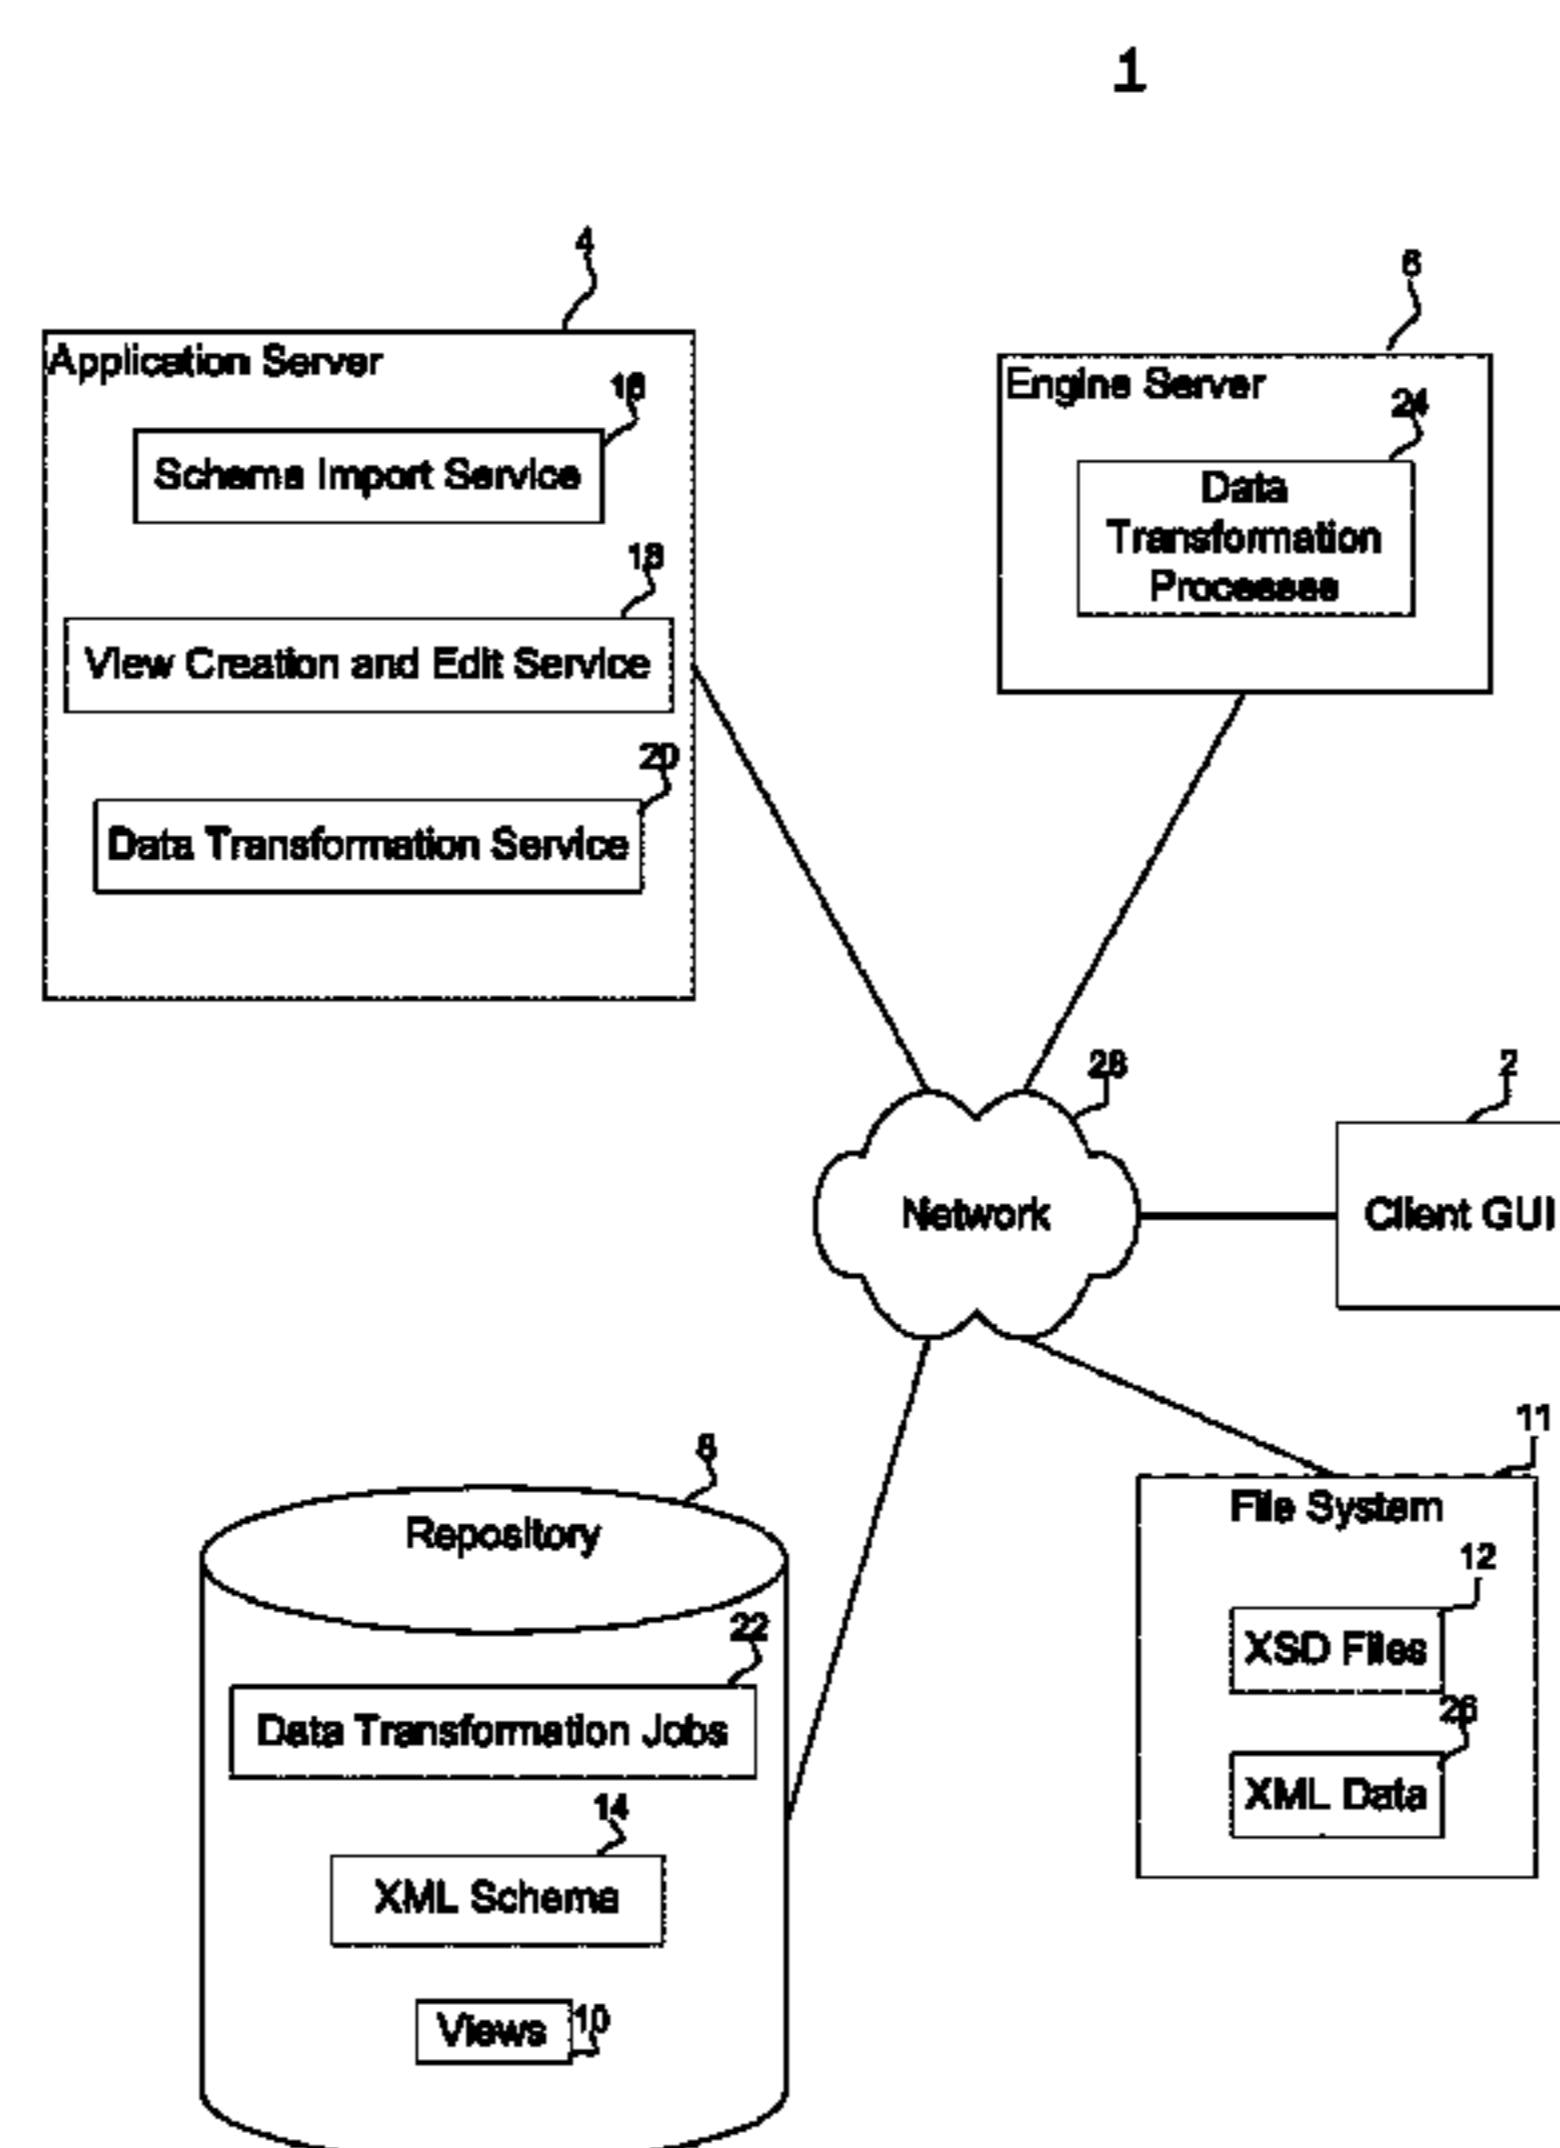 1
4
Application Server
16
Schema Import Service
18
View Creation and Edit Service
20
Data Transformation Service
6
Engine Server
24
Data
Transformation
Processes
28
Network
2
Client GUI
8
Repository
22
Data Transformation Jobs
14
XML Schema
Views
10
11
File System
12
XSD Files
26
XML Data